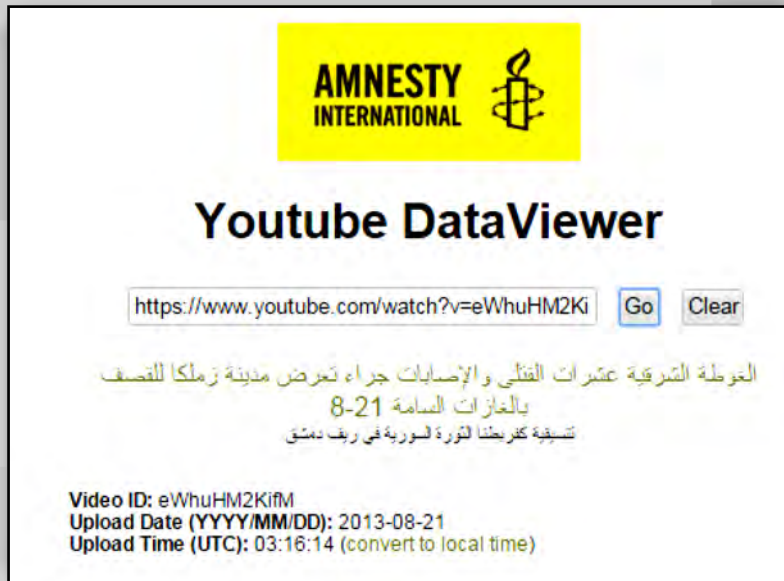 AMNESTY
INTERNATIONAL
Youtube DataViewer
https://www.youtube.com/watch?v=eWhuHM2Ki Go Clear
الغوطة الشرقية عشرات القتلى والإصابات جراء تعرض مدينة زملكا للقصف
بالغازات السامة 21-8
تنسيقية كفربطنا الثورة السورية في ريف دمشق
Video ID: eWhuHM2KifM
Upload Date (YYYY/MM/DD): 2013-08-21
Upload Time (UTC): 03:16:14 (convert to local time)